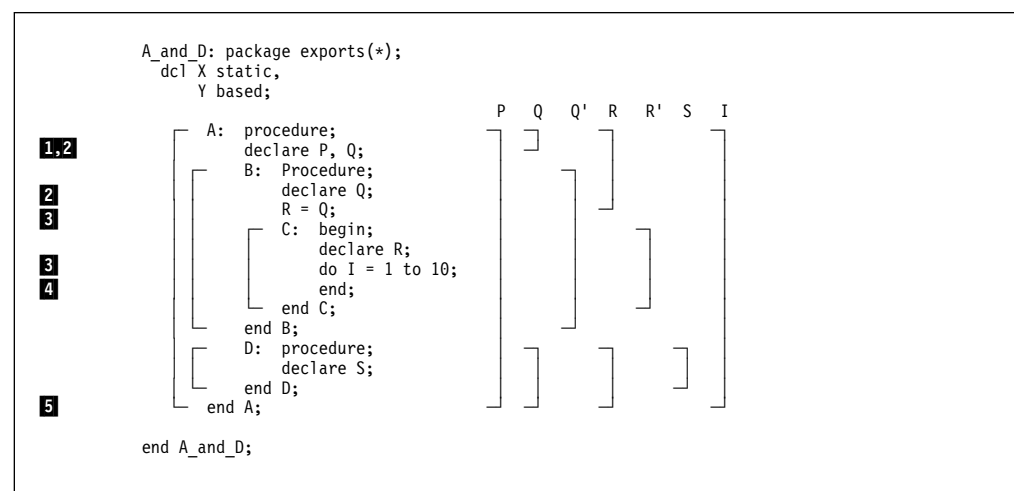 A_and_D: package exports(*);
dcl X static,
Y based;
P Q Q' R R' S I
A: procedure;
1,2 declare P, Q;
B: Procedure;
2 declare Q;
3 R = Q;
C: begin;
declare R;
3 do I = 1 to 10;
4 end;
end C;
end B;
D: procedure;
declare S;
end D;
5 end A;
end A_and_D;